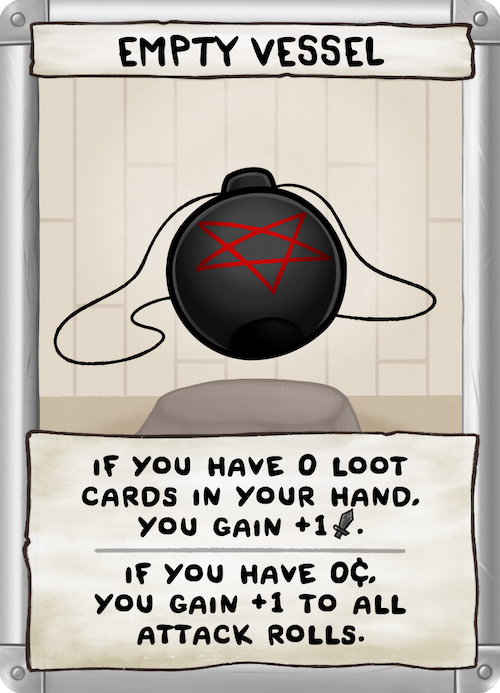 EMPTY VESSEL
IF YOU HAVE 0 LOOT
CARDS IN YOUR HAND,
YOU GAIN +1.
IF YOU HAVE 0¢,
YOU GAIN +1 TO ALL
ATTACK ROLLS.